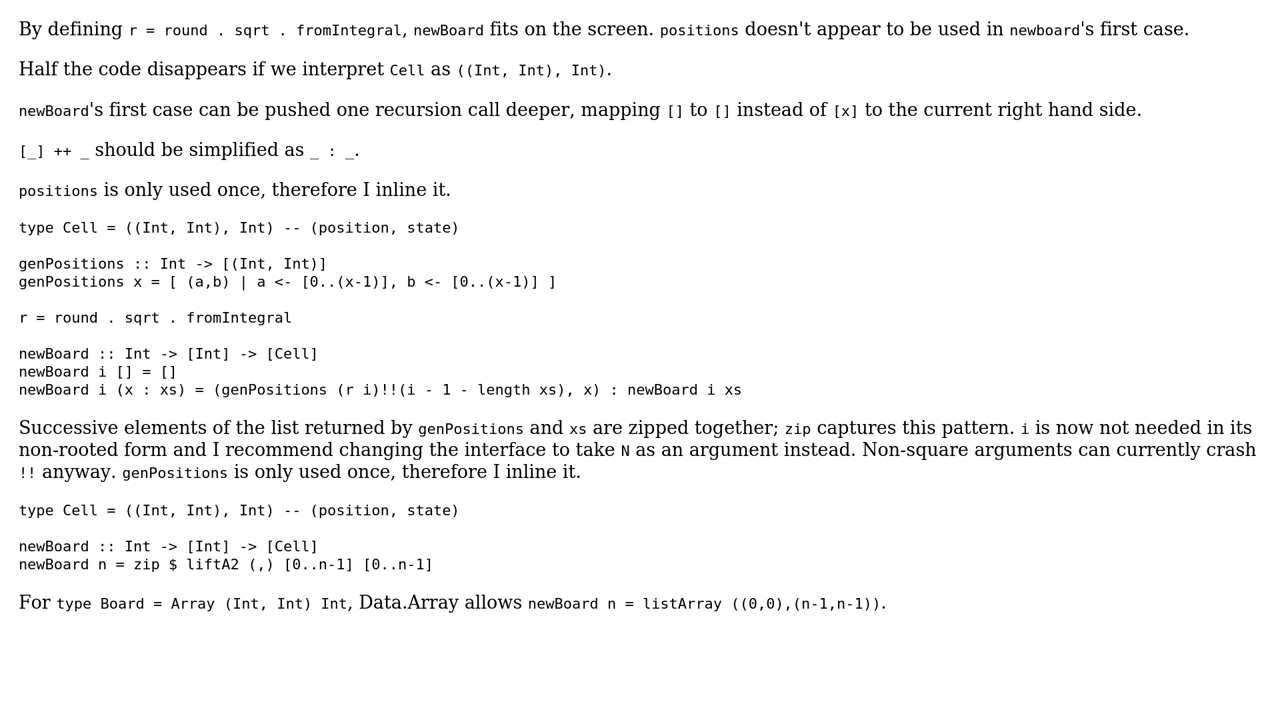 By defining r = round . sqrt . fromIntegral, newBoard fits on the screen. positions doesn't appear to be used in newboard's first case.
Half the code disappears if we interpret Cell as ((Int, Int), Int).
newBoard's first case can be pushed one recursion call deeper, mapping [] to [] instead of [x] to the current right hand side.
[_] ++ _ should be simplified as _ : _.
positions is only used once, therefore I inline it.
type Cell = ((Int, Int), Int) -- (position, state)
genPositions :: Int -> [(Int, Int)]
genPositions x = [ (a,b) | a <- [0..(x-1)], b <- [0..(x-1)] ]
r = round . sqrt . fromIntegral
newBoard :: Int -> [Int] -> [Cell]
newBoard i [] = []
newBoard i (x : xs) = (genPositions (r i)!!(i - 1 - length xs), x) : newBoard i xs
Successive elements of the list returned by genPositions and xs are zipped together; zip captures this pattern. i is now not needed in its
non-rooted form and I recommend changing the interface to take N as an argument instead. Non-square arguments can currently crash
!! anyway. genPositions is only used once, therefore I inline it.
type Cell = ((Int, Int), Int) -- (position, state)
newBoard :: Int -> [Int] -> [Cell]
newBoard n = zip $ liftA2 (,) [0..n-1] [0..n-1]
For type Board = Array (Int, Int) Int, Data.Array allows newBoard n = listArray ((0,0),(n-1,n-1)).